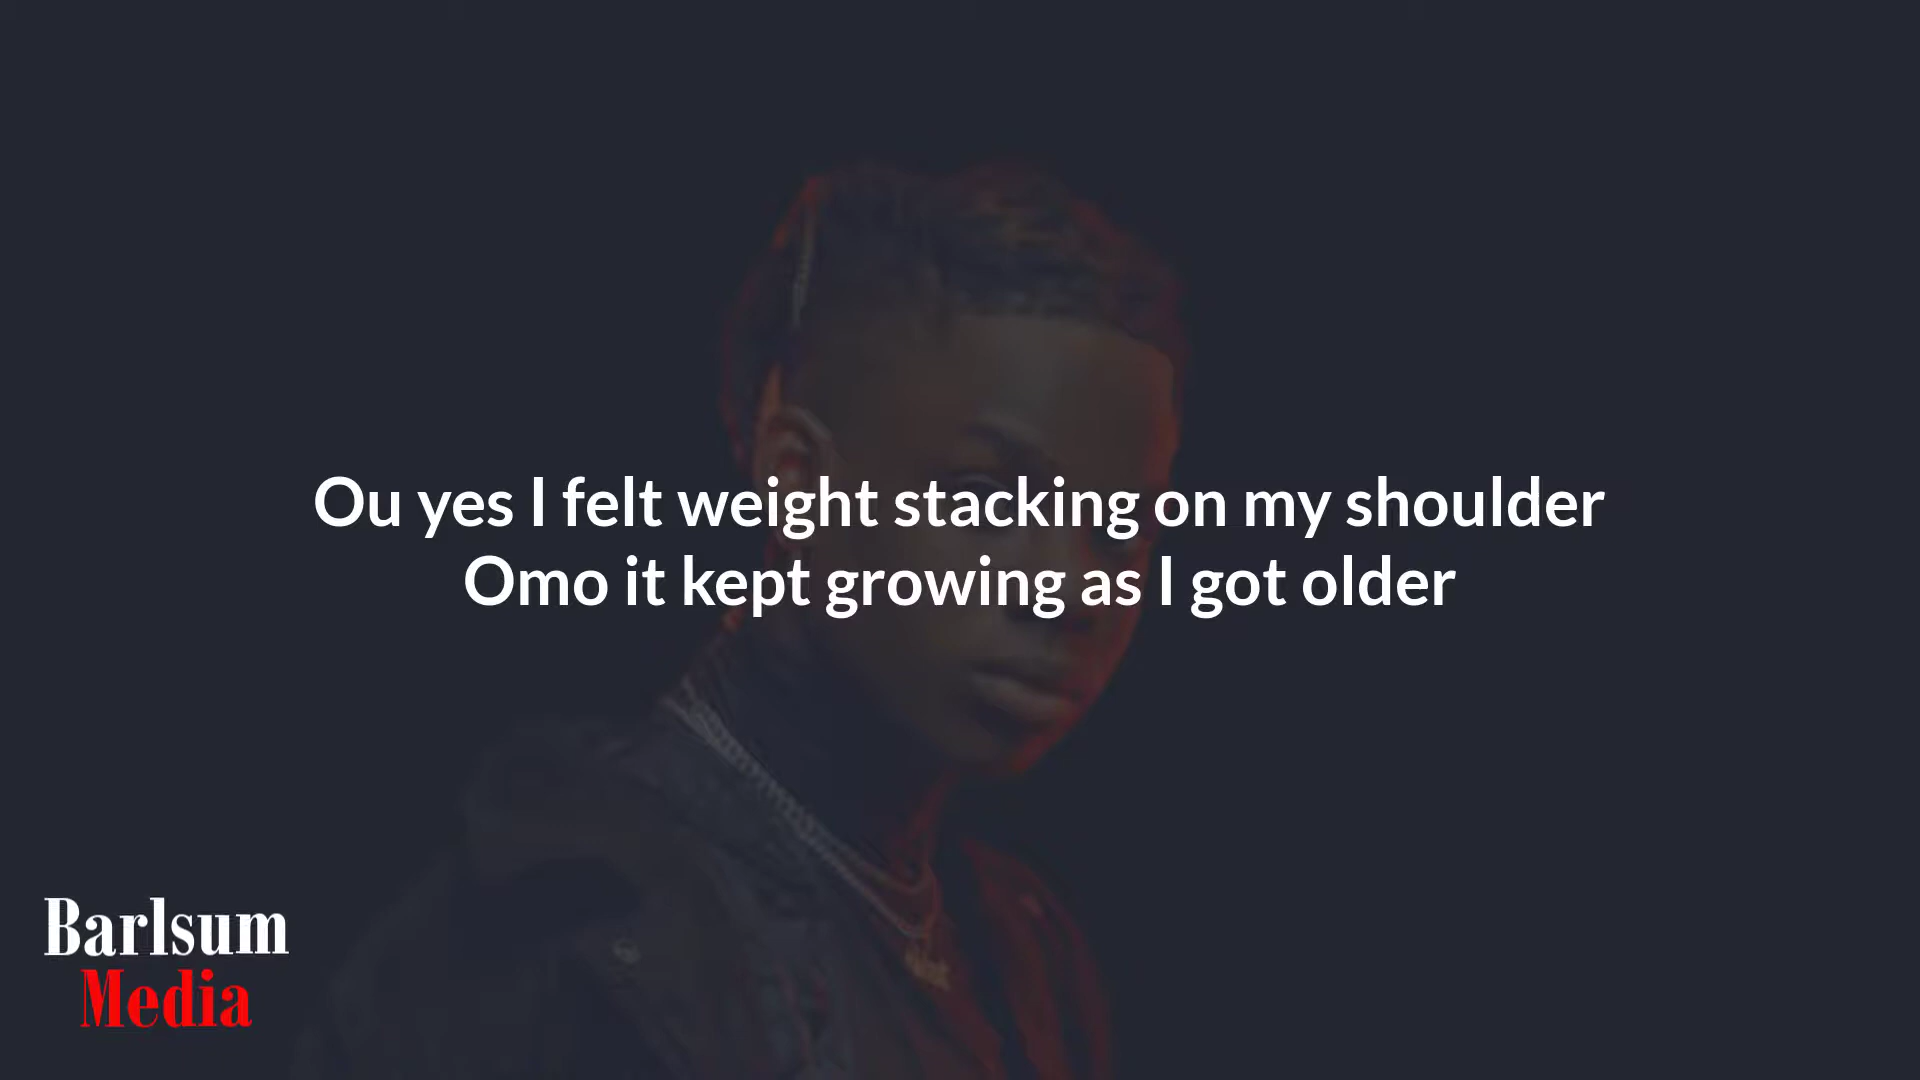 Ou yes I felt weight stacking on my shoulder
Omo it kept growing as I got older
Barlsum
Media